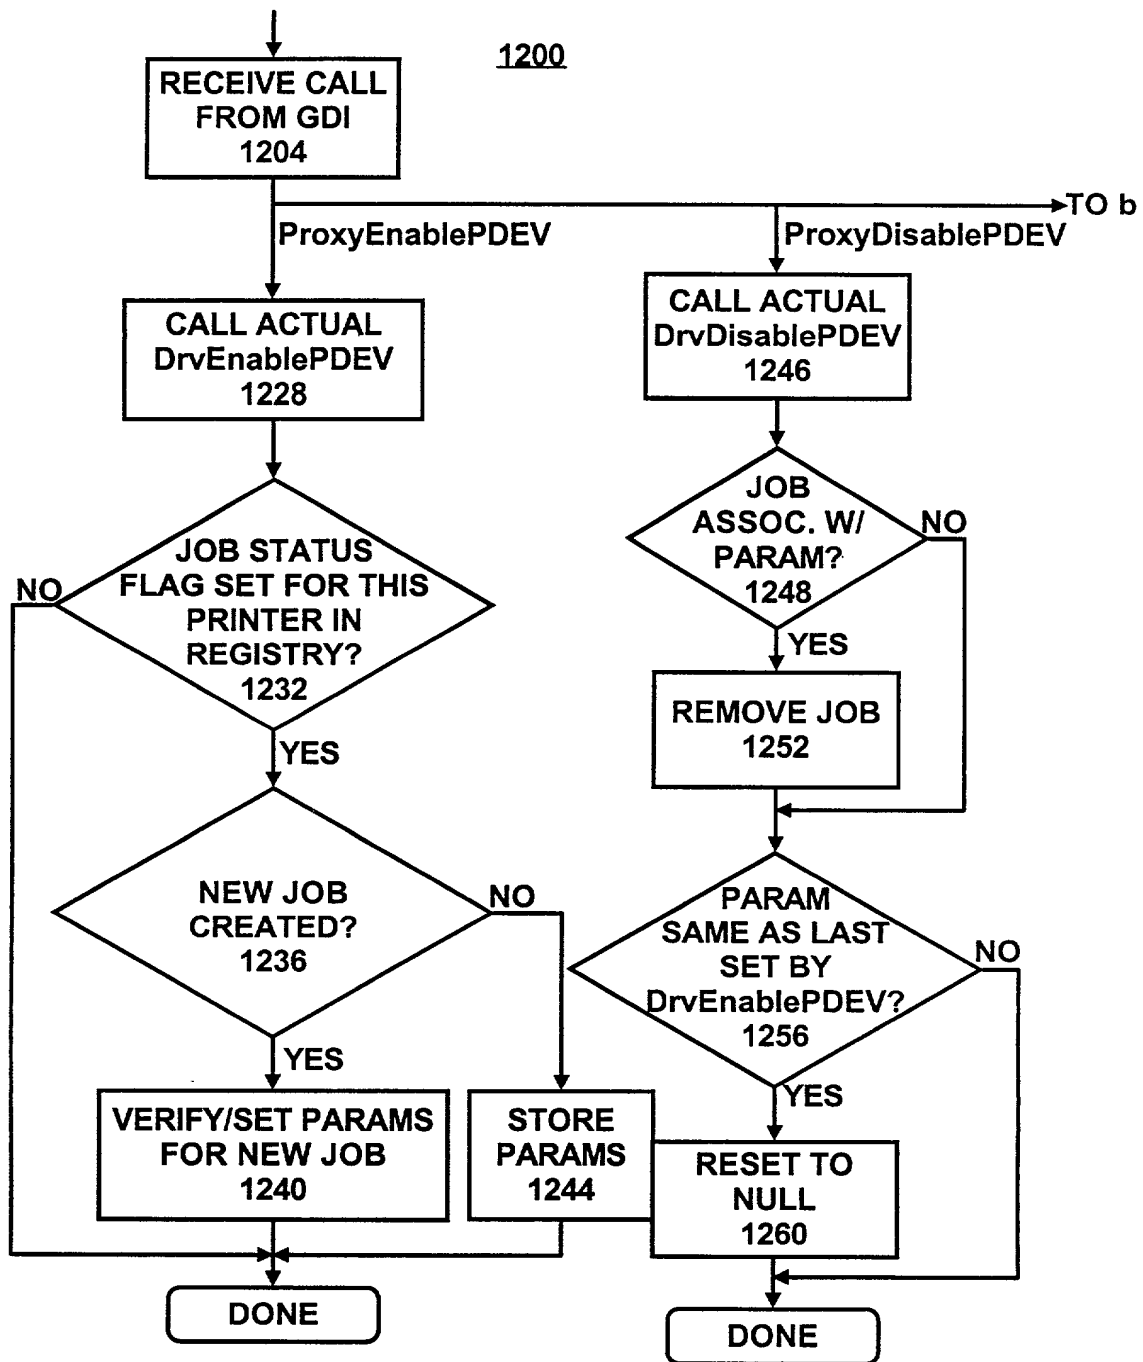 1200
RECEIVE CALL
FROM GDI
1204
TO b
ProxyEnablePDEV
ProxyDisablePDEV
CALL ACTUAL
DrvEnablePDEV
1228
CALL ACTUAL
DrvDisablePDEV
1246
JOB STATUS
FLAG SET FOR THIS
PRINTER IN
REGISTRY?
1232
NO
YES
JOB
ASSOC. W/
PARAM?
1248
NO
YES
REMOVE JOB
1252
NEW JOB
CREATED?
1236
NO
YES
PARAM
SAME AS LAST
SET BY
DrvEnablePDEV?
1256
NO
YES
VERIFY/SET PARAMS
FOR NEW JOB
1240
STORE
PARAMS
1244
RESET TO
NULL
1260
DONE
DONE